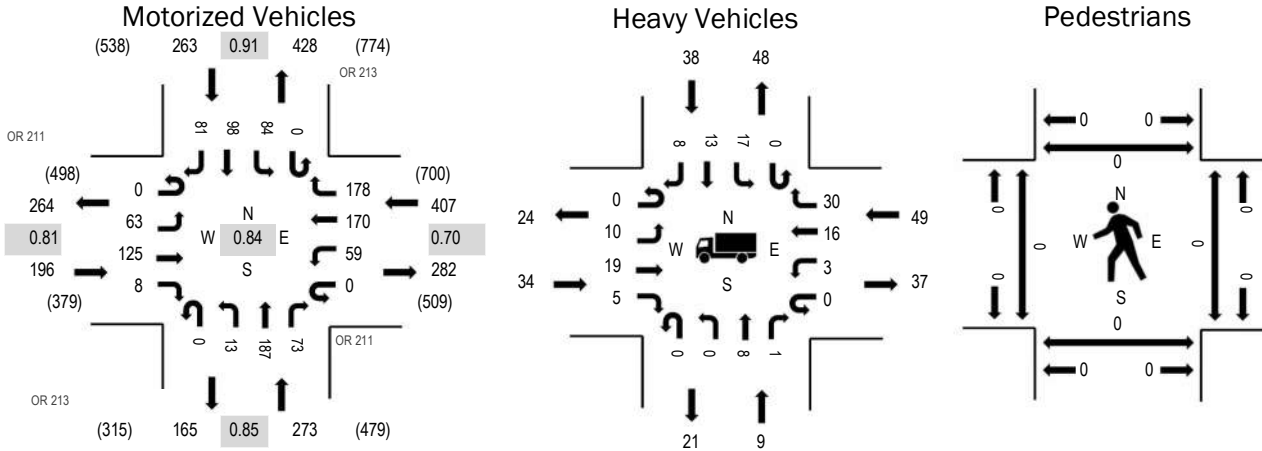 Motorized Vehicles
Heavy Vehicles
Pedestrians
(538) 263 0.91 428 (774)
38 48
OR 213
OR 211
81 98 84 0
8 13 17 0
0 0
0
(498) (700)
0 178
264 407
63 170
0.81 0.70
N
W 0.84 E
S
125 59
196 282
8 0
(379) (509)
0 13 187 73
OR 211
OR 213
(315) 165 0.85 273 (479)
0 30
24 49
10 16
N
W E
S
19 3
34 37
5 0
0 0 8 1
21 9
0 0
N
0 0
W E
0 0
S
0
0 0